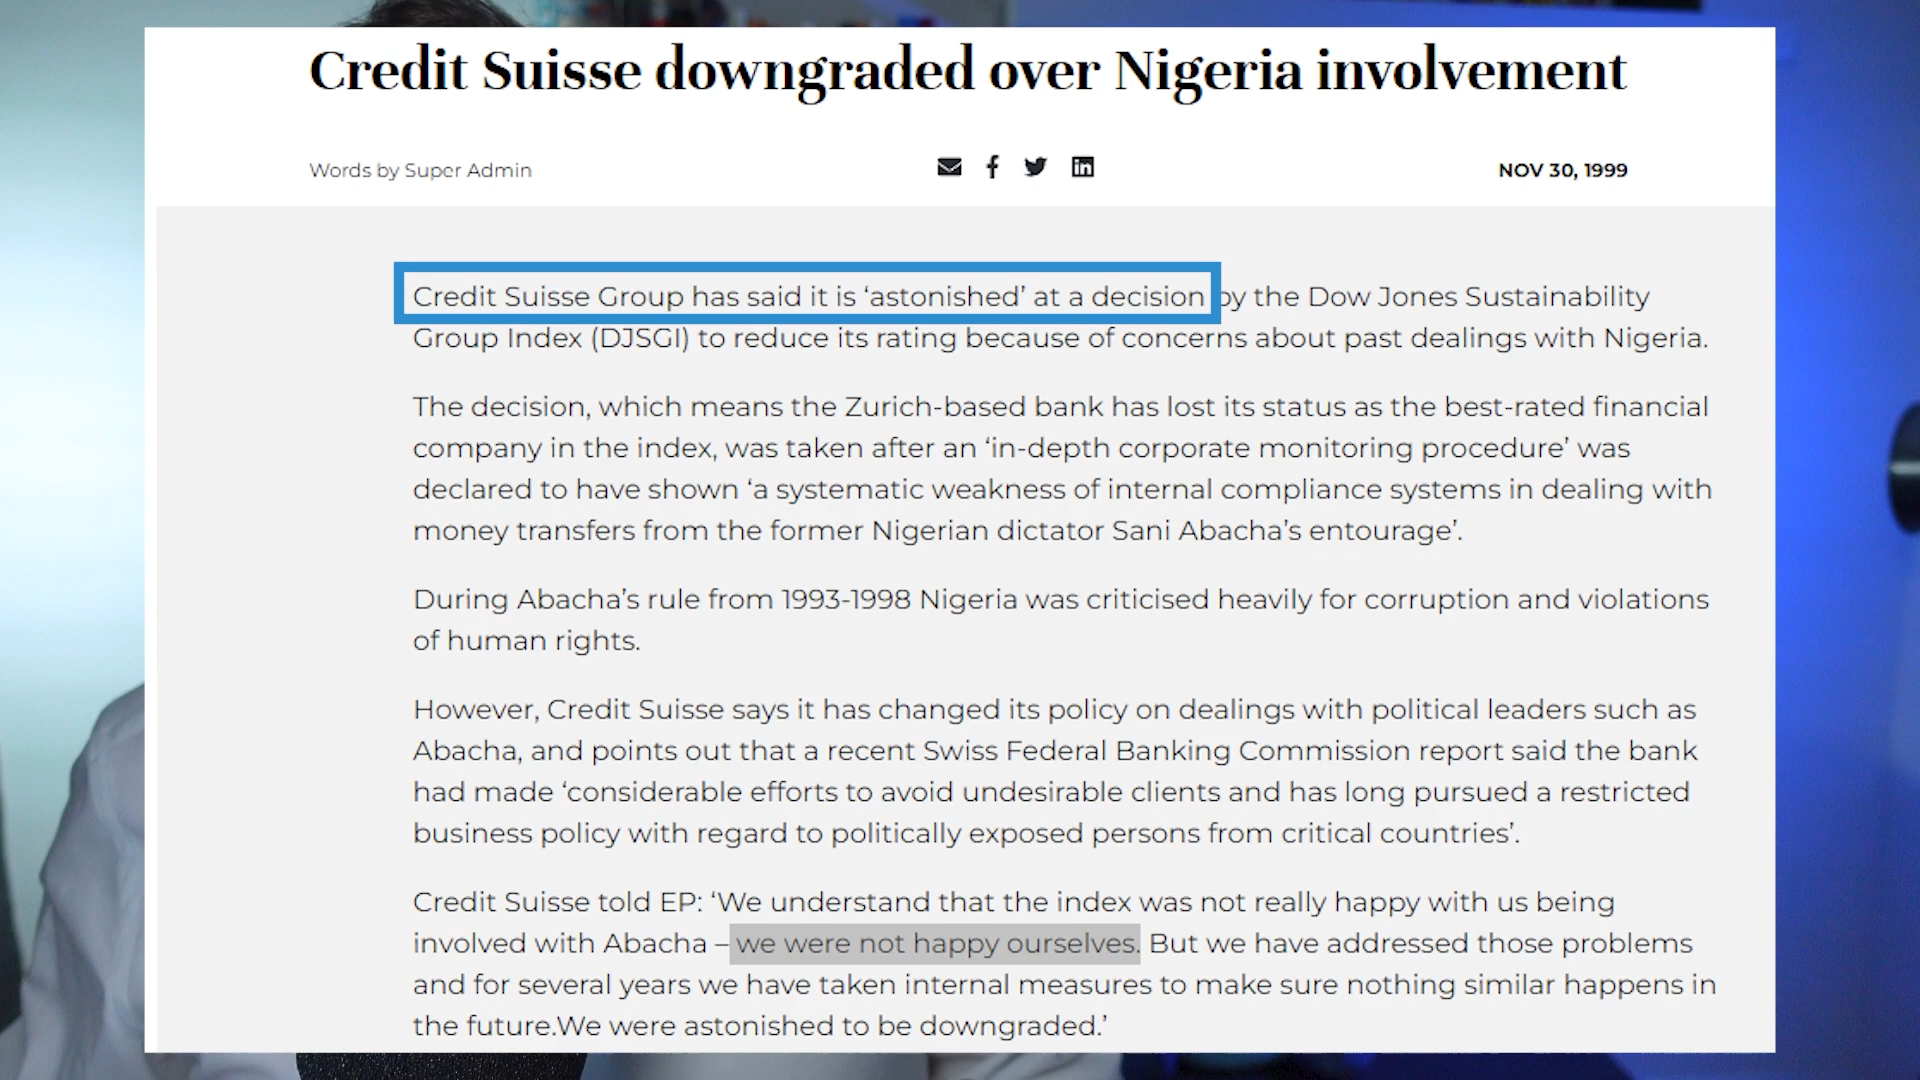 Credit Suisse downgraded over Nigeria involvement
Words by Super Admin
NOV 30, 1999
Credit Suisse Group has said it is ‘astonished’ at a decision by the Dow Jones Sustainability
Group Index (DJSGI) to reduce its rating because of concerns about past dealings with Nigeria.
The decision, which means the Zurich-based bank has lost its status as the best-rated financial
company in the index, was taken after an ‘in-depth corporate monitoring procedure’ was
declared to have shown ‘a systematic weakness of internal compliance systems in dealing with
money transfers from the former Nigerian dictator Sani Abacha’s entourage’.
During Abacha’s rule from 1993-1998 Nigeria was criticised heavily for corruption and violations
of human rights.
However, Credit Suisse says it has changed its policy on dealings with political leaders such as
Abacha, and points out that a recent Swiss Federal Banking Commission report said the bank
had made ‘considerable efforts to avoid undesirable clients and has long pursued a restricted
business policy with regard to politically exposed persons from critical countries’.
Credit Suisse told EP: ‘We understand that the index was not really happy with us being
involved with Abacha – we were not happy ourselves. But we have addressed those problems
and for several years we have taken internal measures to make sure nothing similar happens in
the future.We were astonished to be downgraded.’